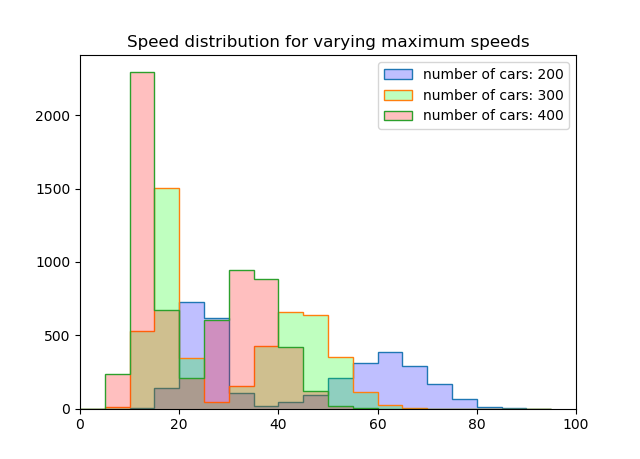 Speed distribution for varying maximum speeds
number of cars: 200
number of cars: 300
number of cars: 400
2000
1500
1000
500
0
0 20 40 60 80 100